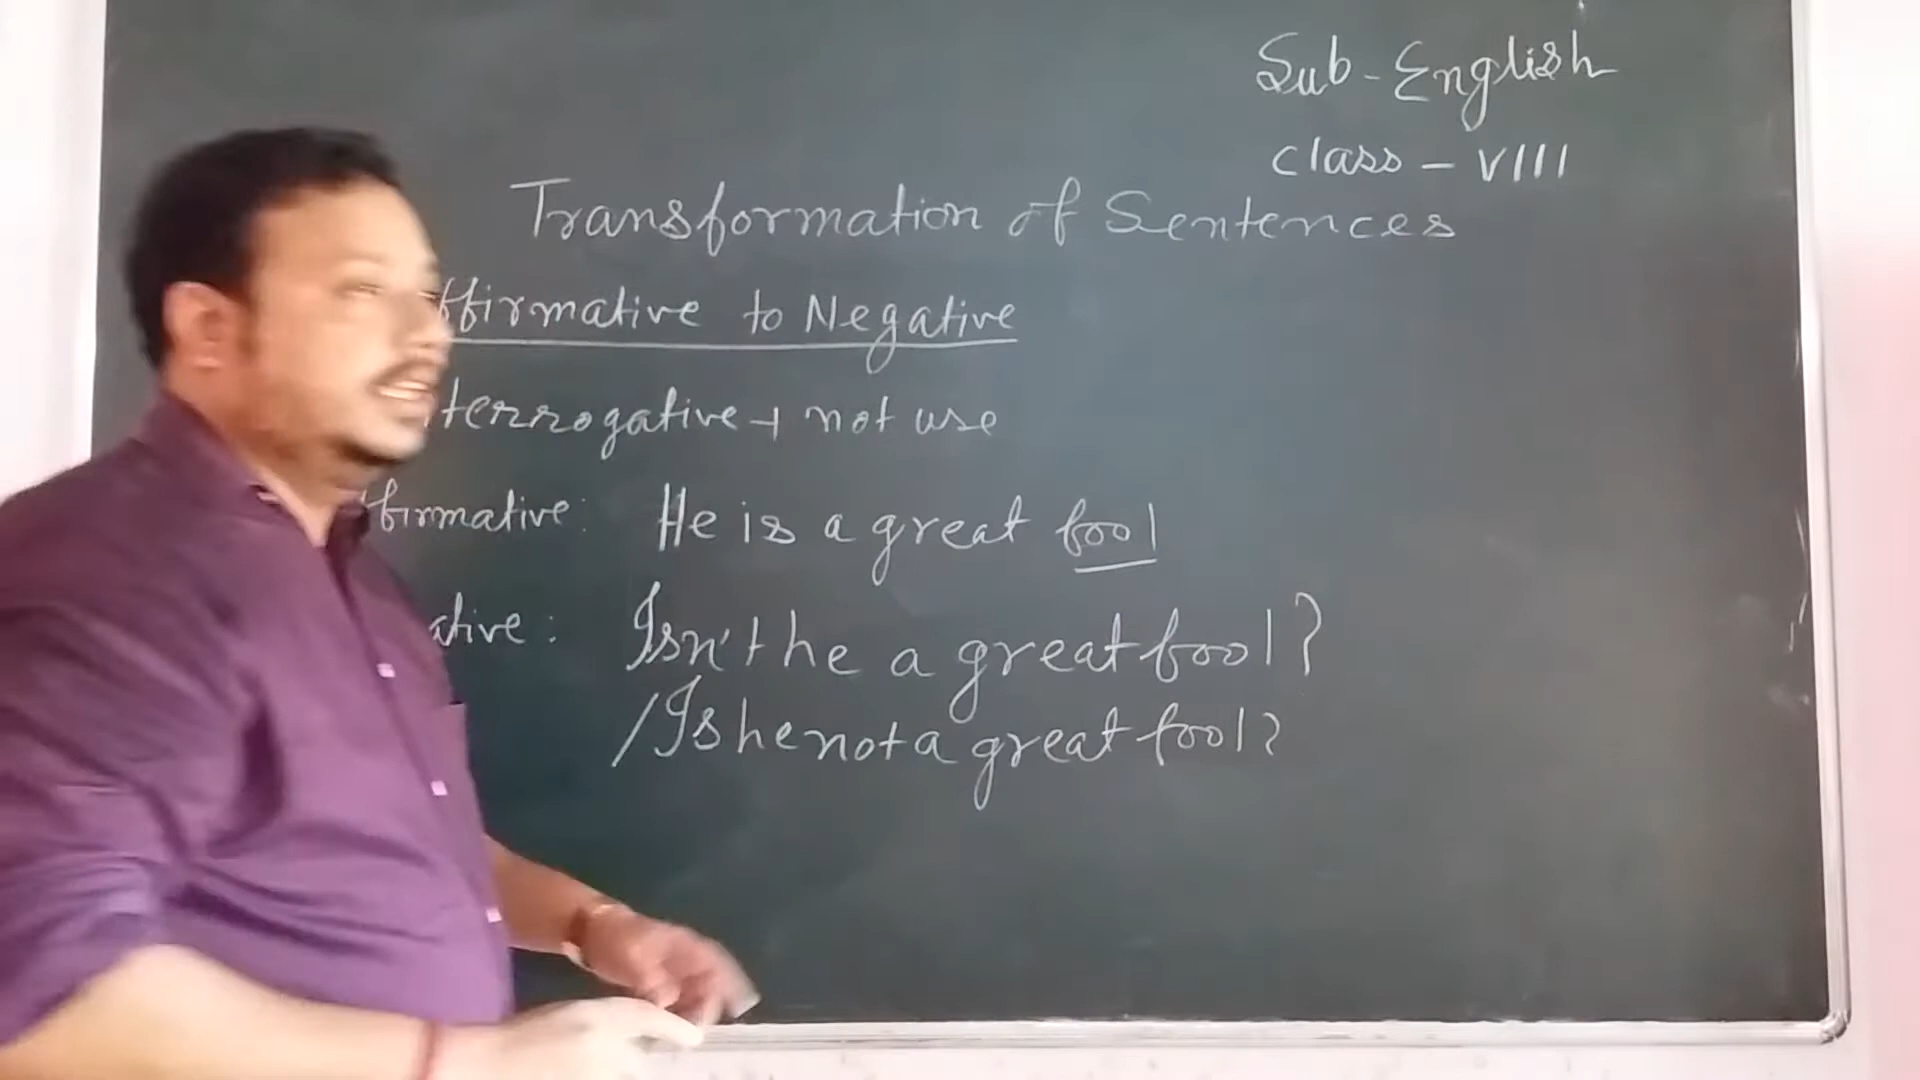 Sub - English
Class - VIII
Transformation of Sentences
ffirmative to Negative
terrogative + not use
ffirmative: He is a great fool
ative: Isn't he a great fool?
/Is he not a great fool?